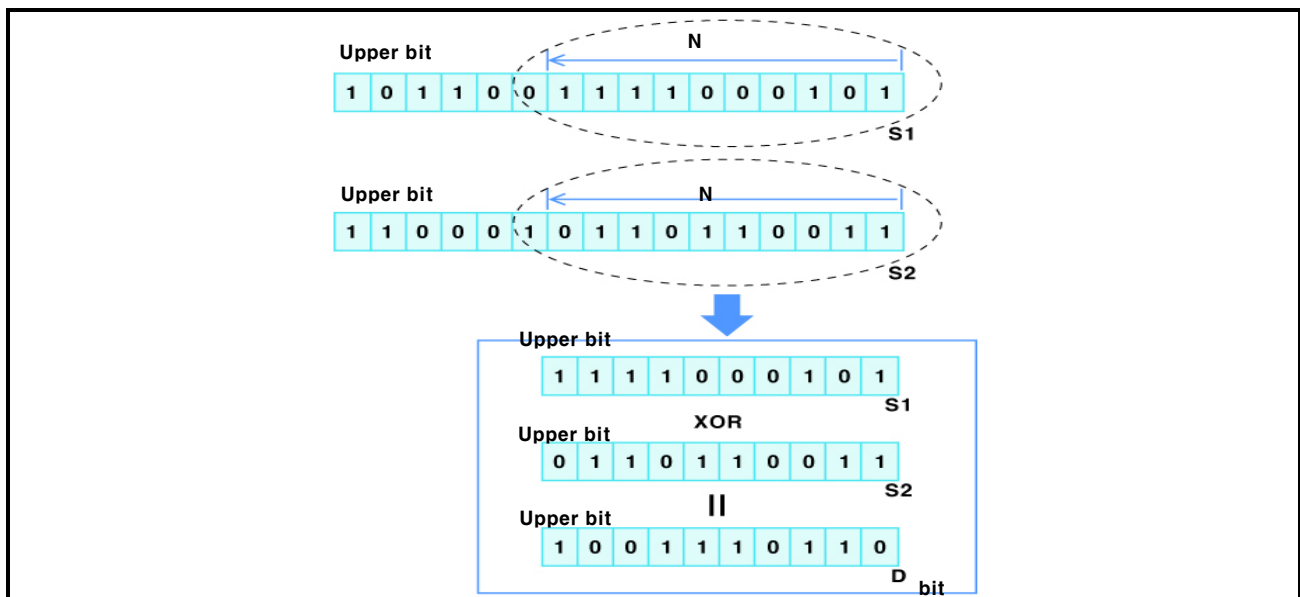 N
Upper bit
1 0 1 1 0 0 1 1 1 1 0 0 0 1 0 1
S1
N
Upper bit
1 1 0 0 0 1 0 1 1 0 1 1 0 0 1 1
S2
Upper bit
1 1 1 1 0 0 0 1 0 1
S1
XOR
Upper bit
0 1 1 0 1 1 0 0 1 1
S2
=
Upper bit
1 0 0 1 1 1 0 1 1 0
D
bit